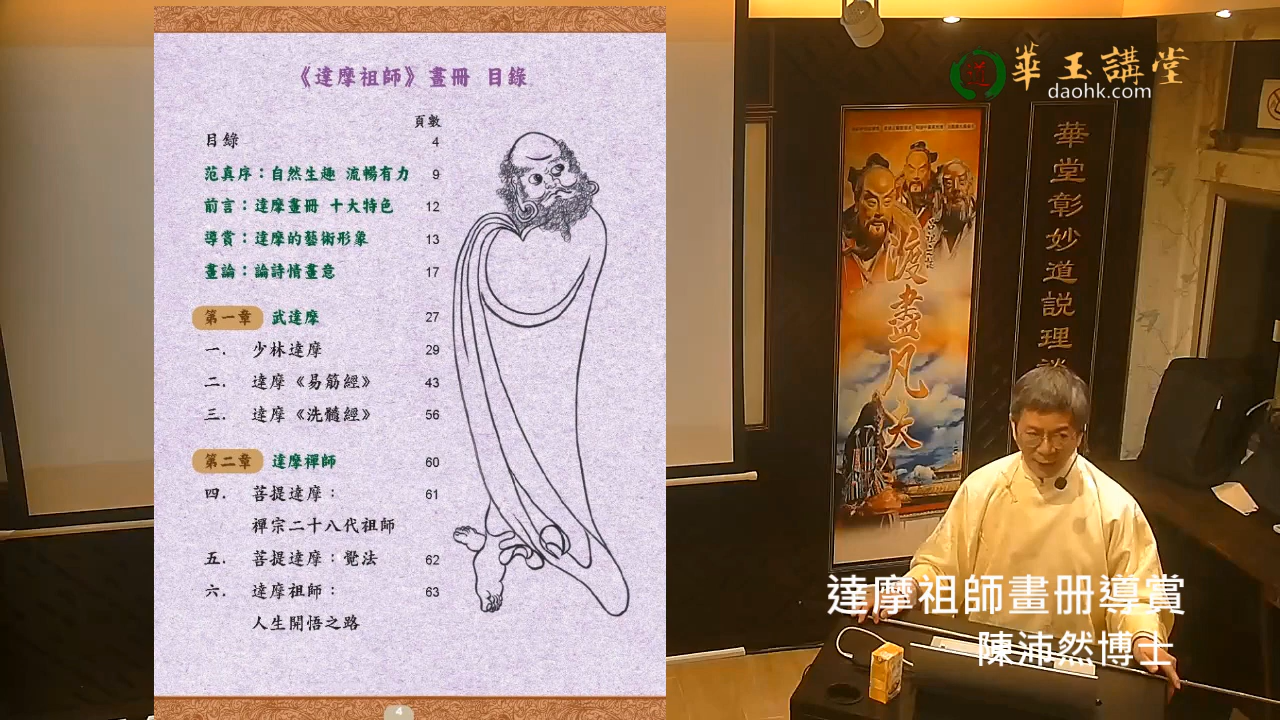 《達摩祖師》畫冊 目錄
頁數
目錄 4
范真序：自然生趣 流暢有力 9
前言：達摩畫冊 十大特色 12
導賞：達摩的藝術形象 13
畫論：論詩情畫意 17
第一章 武達摩 27
一. 少林達摩 29
二. 達摩《易筋經》 43
三. 達摩《洗髓經》 56
第二章 達摩禪師 60
四. 菩提達摩： 61
禪宗二十八代祖師
五. 菩提達摩：覺法 62
六. 達摩祖師： 63
人生開悟之路
4
道 華玉講堂
daohk.com
渡盡凡夫
華堂彰妙道説理
達摩祖師畫册導賞
陳沛然博士